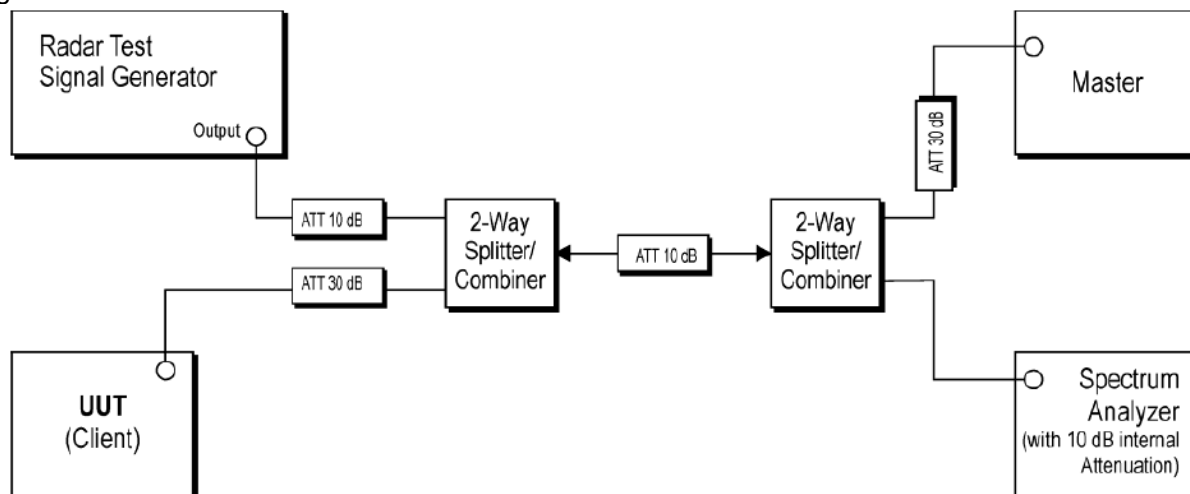 Radar Test
Signal Generator
Output
ATT 10 dB
2-Way
Splitter/
Combiner
ATT 30 dB
UUT
(Client)
ATT 10 dB
2-Way
Splitter/
Combiner
ATT 30 dB
Master
Spectrum
Analyzer
(with 10 dB internal
Attenuation)